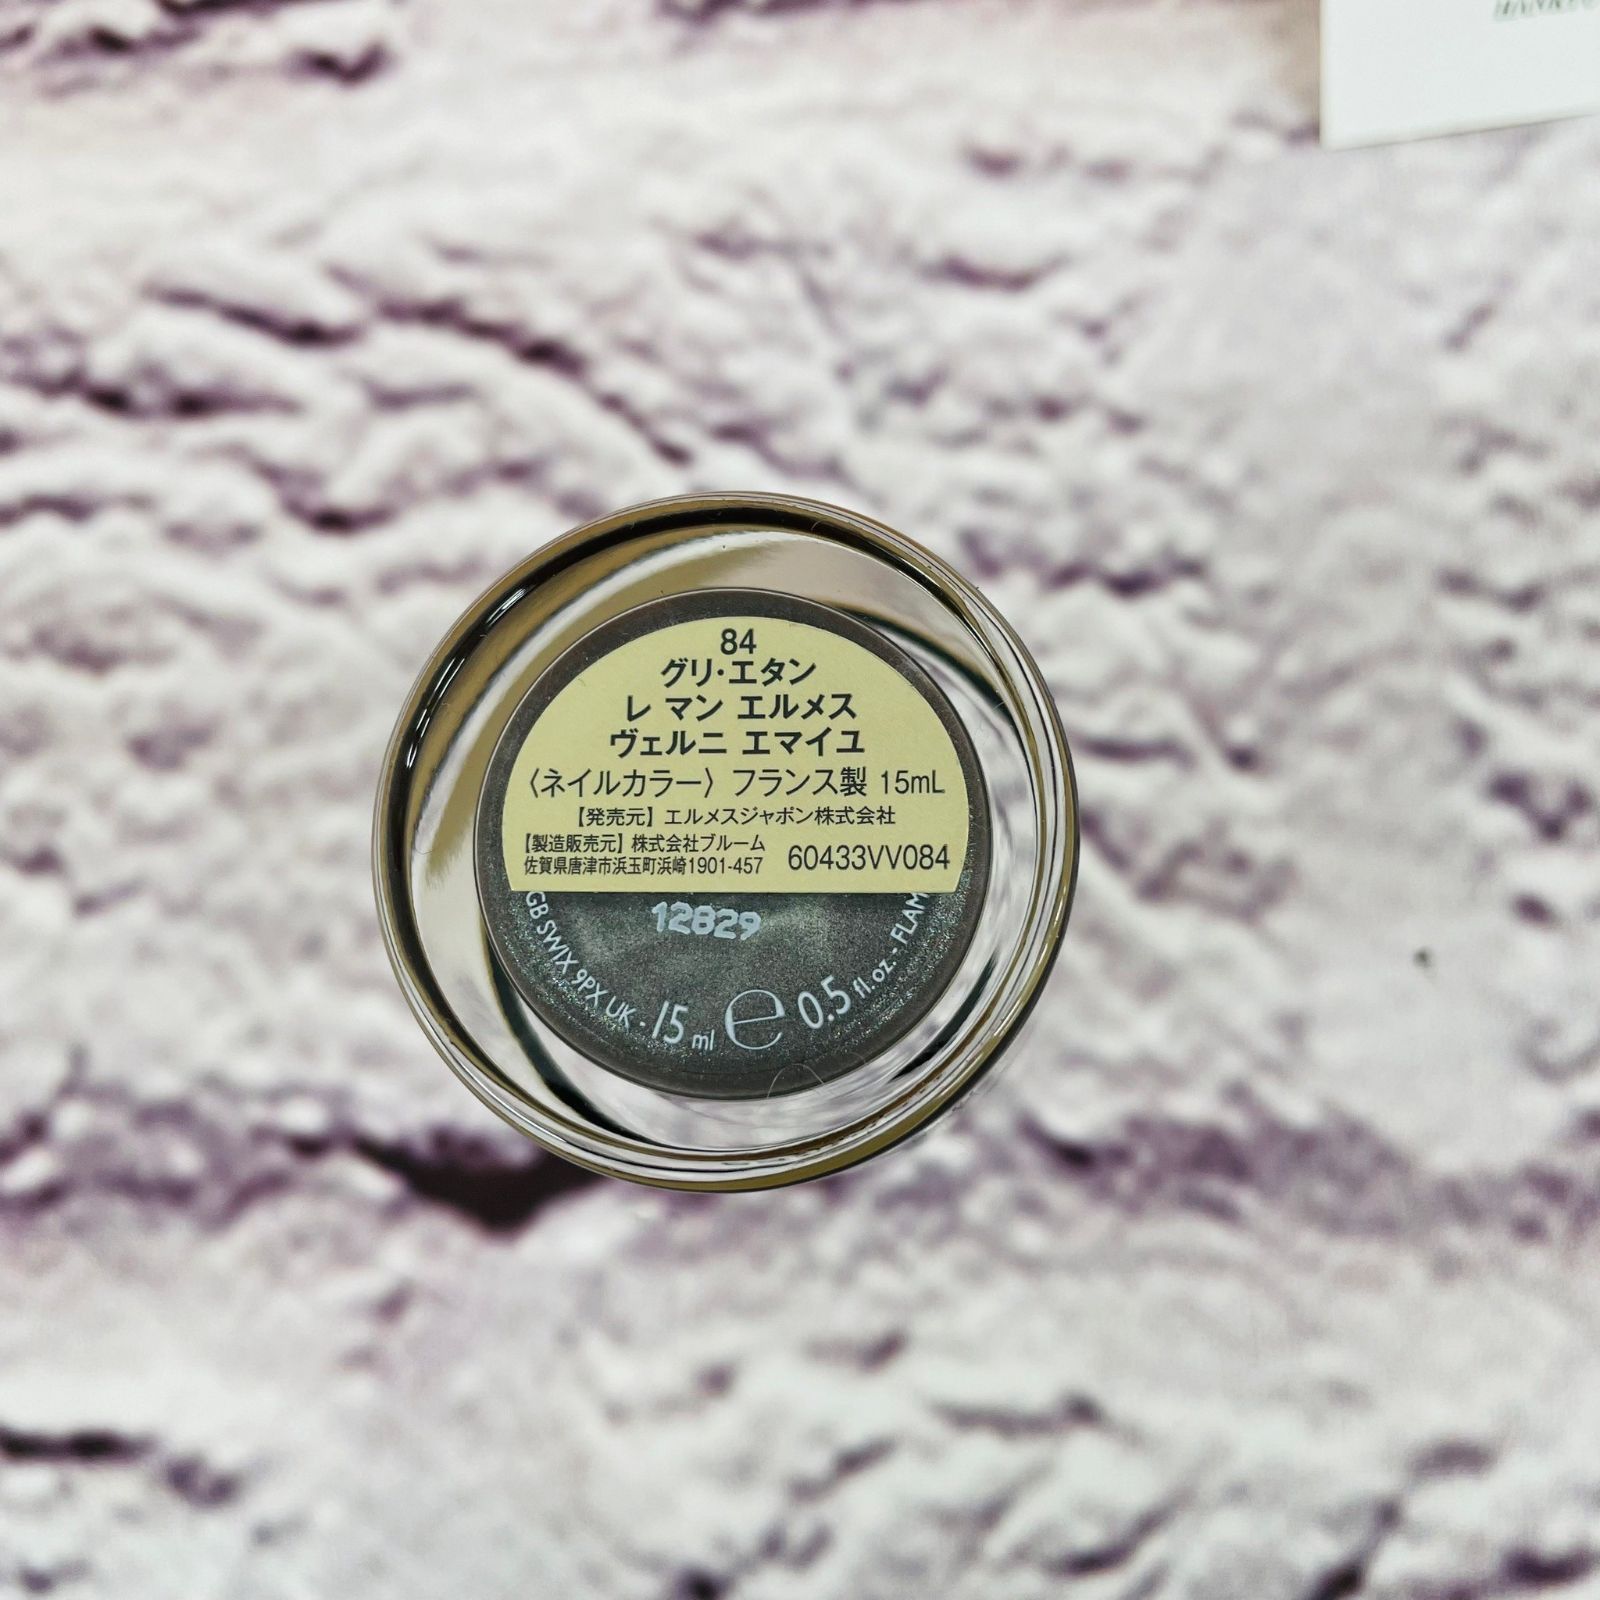 84
グリ・エタン
レ マン エルメス
ヴェルニ エマイユ
〈ネイルカラー〉 フランス製 15mL
【発売元】エルメスジャポン株式会社
【製造販売元】株式会社ブルーム
佐賀県唐津市浜玉町浜崎1901-457 60433VV084
12829
GB SW1X 9PX UK - 15 ml e 0.5 fl.oz. - FLAM